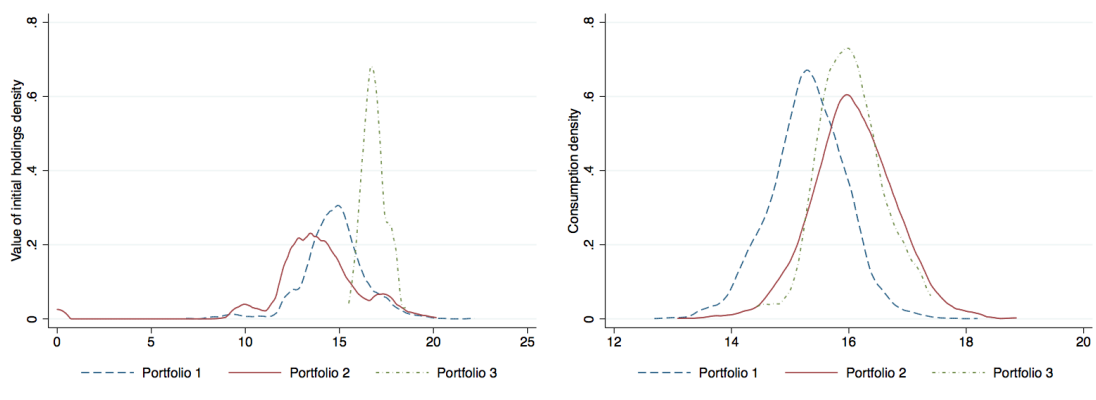 Value of initial holdings density
0 .2 .4 .6 .8
0 5 10 15 20 25
Portfolio 1 Portfolio 2 Portfolio 3
Consumption density
0 .2 .4 .6 .8
12 14 16 18 20
Portfolio 1 Portfolio 2 Portfolio 3